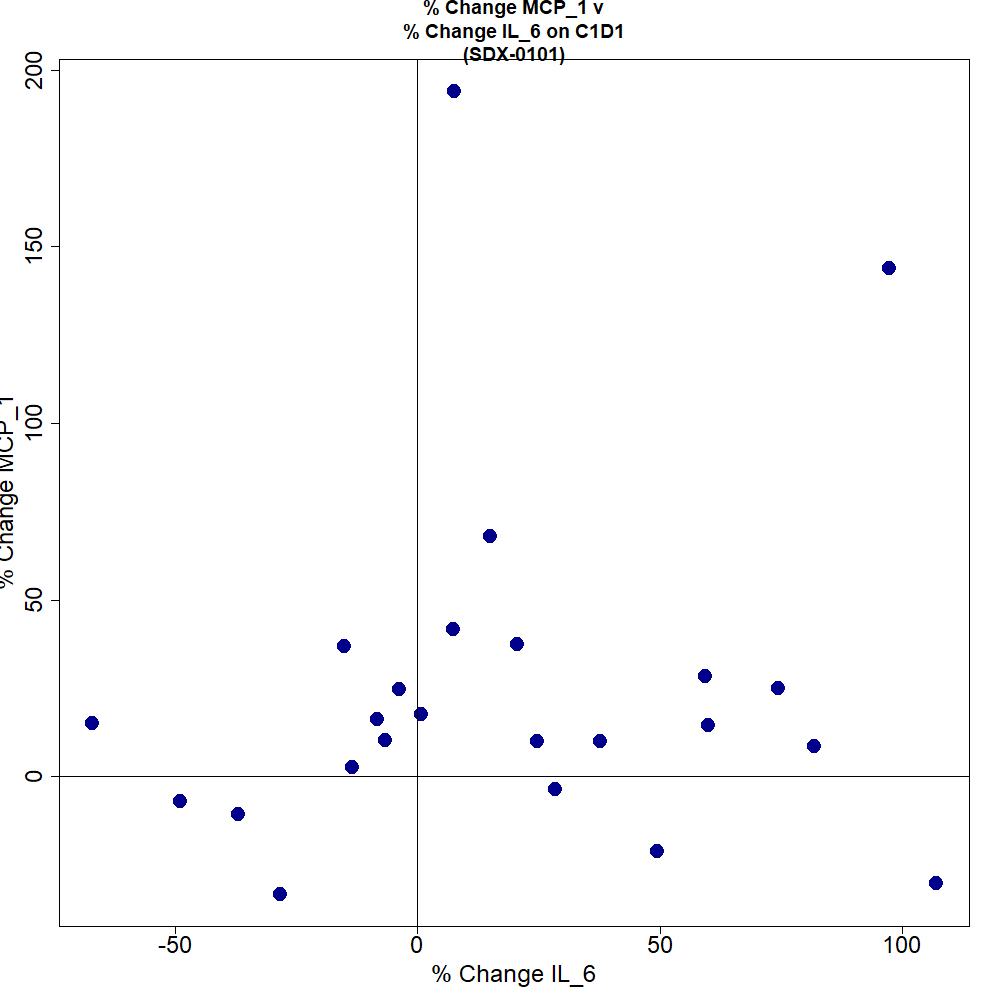 % Change MCP_1 v
% Change IL_6 on C1D1
(SDX-0101)
200
150
100
50
0
% Change MCP_1
-50
0
50
100
% Change IL_6